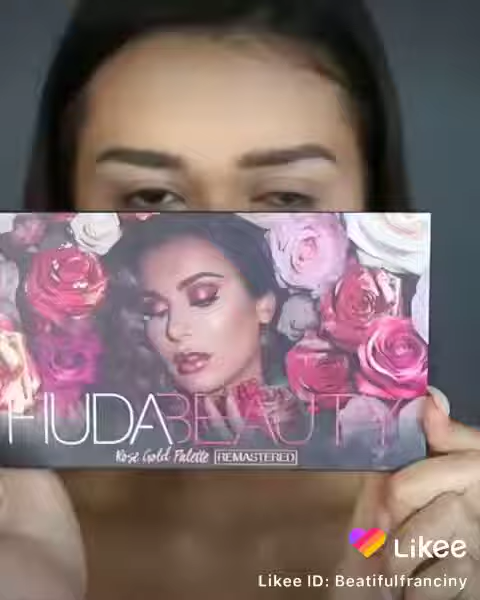 HUDABEAUTY
Rose Gold Palette REMASTERED
Likee
Likee ID: Beatifulfranciny